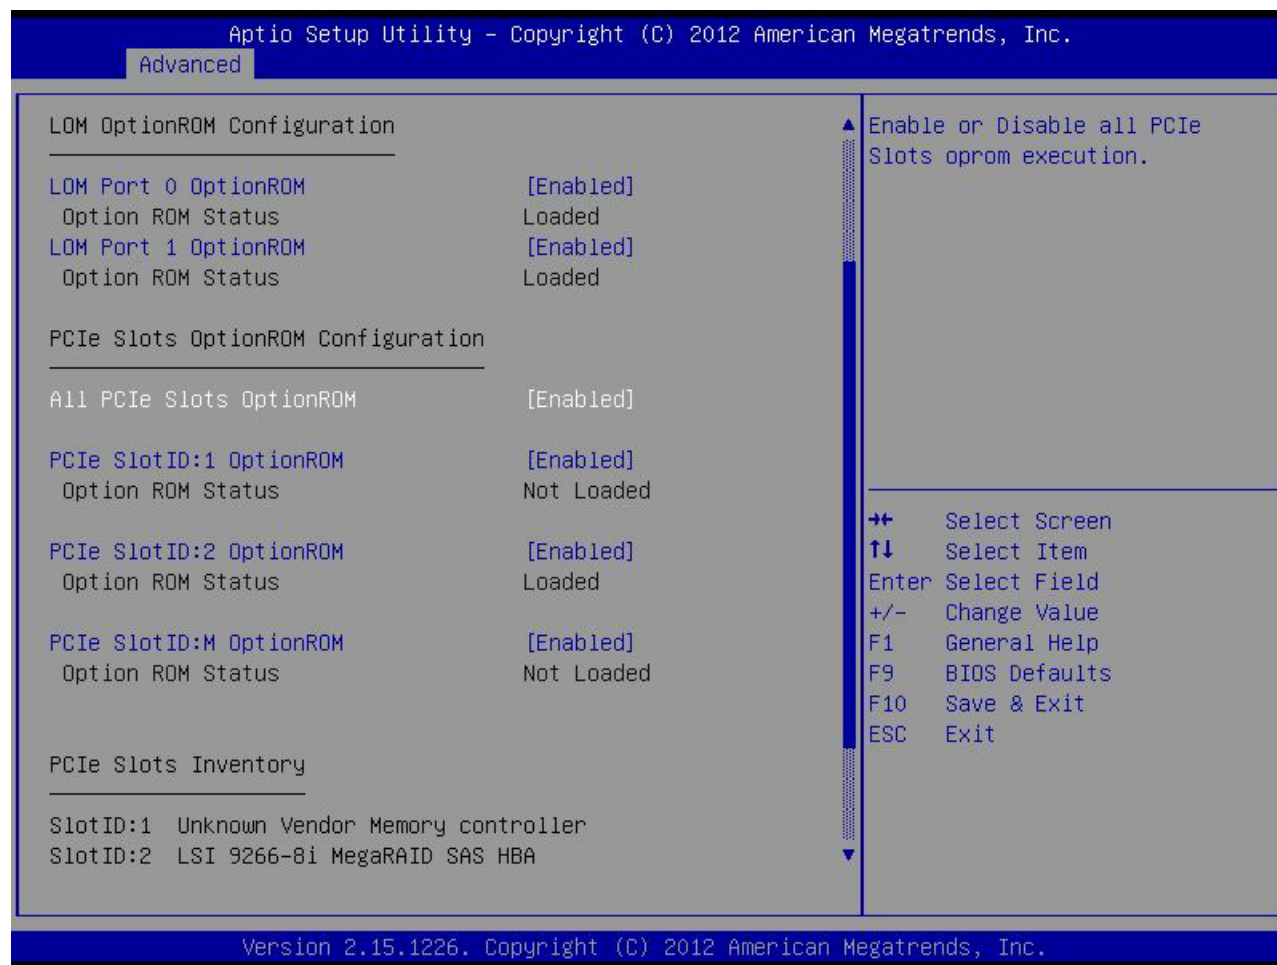 Aptio Setup Utility – Copyright (C) 2012 American Megatrends, Inc.
Advanced
LOM OptionROM Configuration
LOM Port 0 OptionROM [Enabled]
Option ROM Status Loaded
LOM Port 1 OptionROM [Enabled]
Option ROM Status Loaded
PCIe Slots OptionROM Configuration
All PCIe Slots OptionROM [Enabled]
PCIe SlotID:1 OptionROM [Enabled]
Option ROM Status Not Loaded
PCIe SlotID:2 OptionROM [Enabled]
Option ROM Status Loaded
PCIe SlotID:M OptionROM [Enabled]
Option ROM Status Not Loaded
PCIe Slots Inventory
SlotID:1 Unknown Vendor Memory controller
SlotID:2 LSI 9266-8i MegaRAID SAS HBA
Enable or Disable all PCIe
Slots oprom execution.
→← Select Screen
↑↓ Select Item
Enter Select Field
+/- Change Value
F1 General Help
F9 BIOS Defaults
F10 Save & Exit
ESC Exit
Version 2.15.1226. Copyright (C) 2012 American Megatrends, Inc.